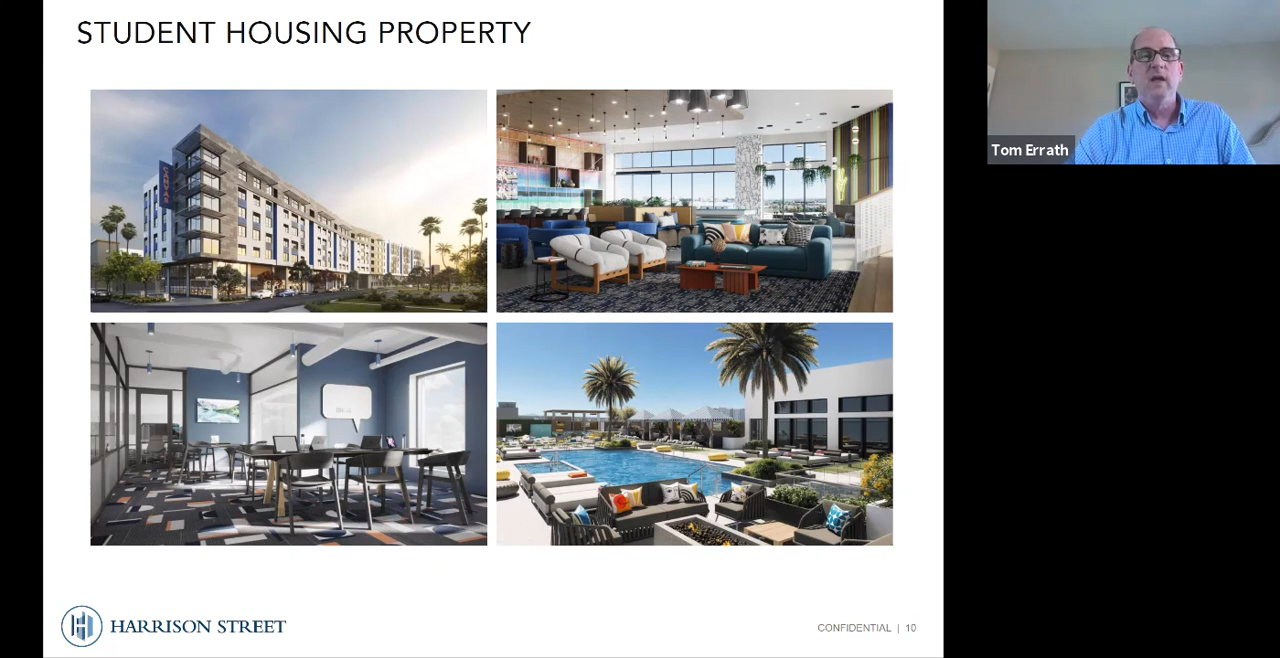 STUDENT HOUSING PROPERTY
Tom Errath
HARRISON STREET
CONFIDENTIAL | 10